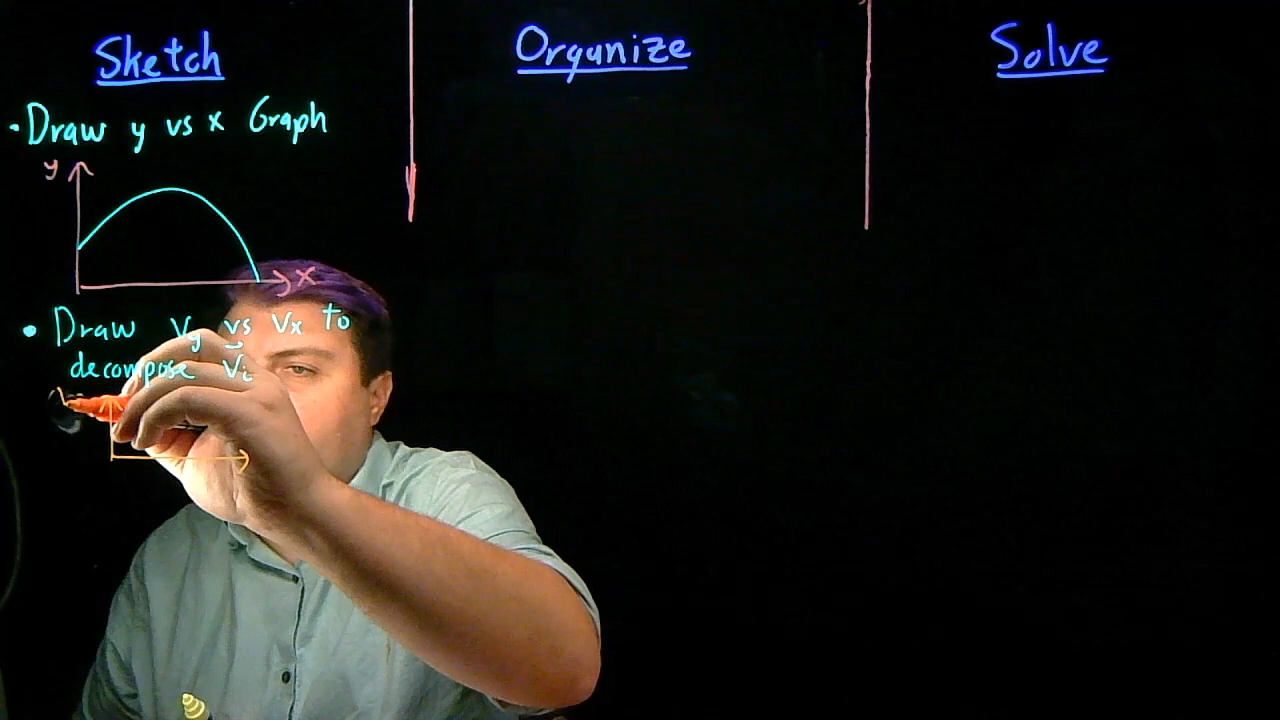 Sketch
Organize
Solve
• Draw y vs x Graph
y
x
• Draw Vy vs Vx to
decompose Vi